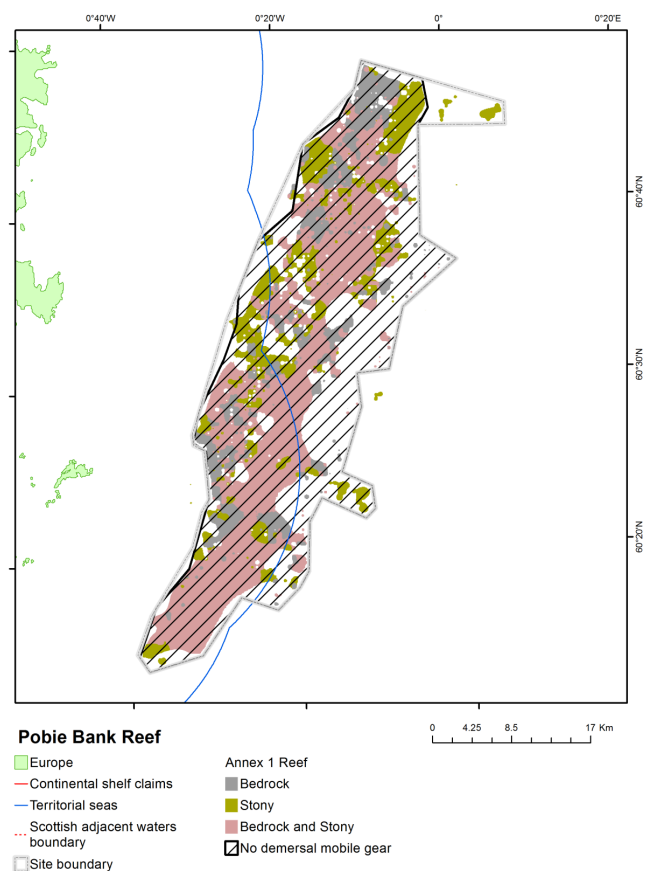 0°40'W 0°20'W 0° 0°20'E
60°40'N
60°30'N
60°20'N
Pobie Bank Reef
0 4.25 8.5 17 Km
Europe
Continental shelf claims
Territorial seas
Scottish adjacent waters
boundary
Site boundary
Annex 1 Reef
Bedrock
Stony
Bedrock and Stony
No demersal mobile gear